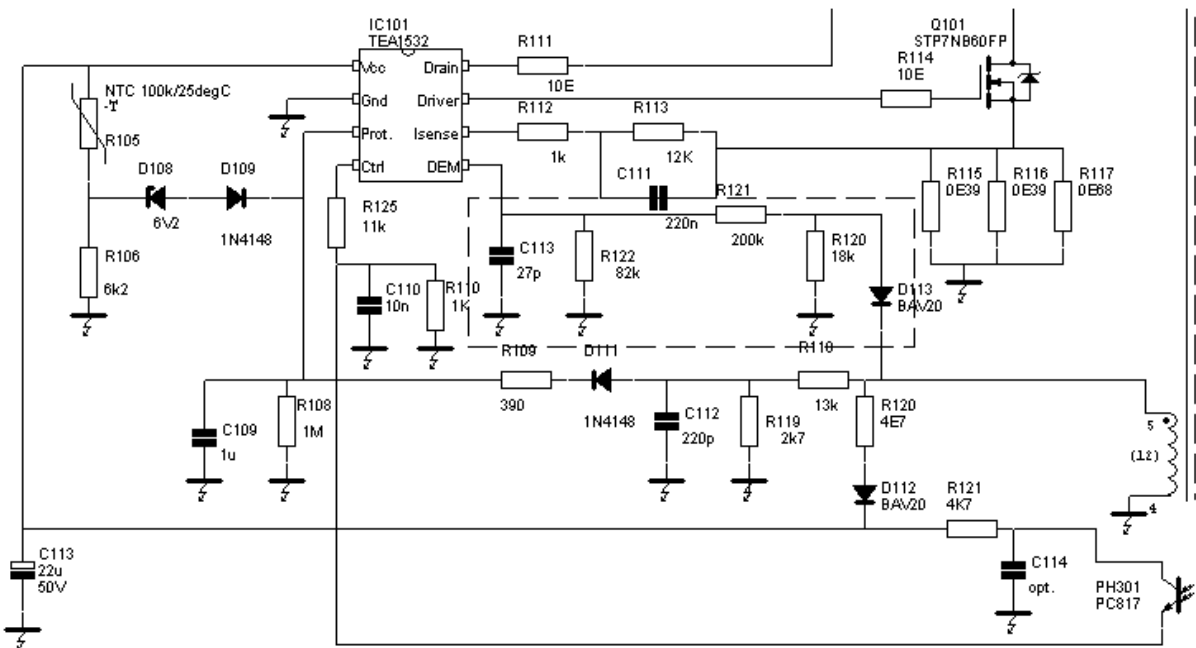 IC101
TEA1532
Vcc
Drain
Gnd
Driver
Prot.
Isense
Ctrl
DEM
R111
10E
Q101
STP7NB60FP
R114
10E
NTC 100k/25degC
-T
R105
R112
1k
R113
12K
C111
220n
D108
6V2
D109
1N4148
R125
11k
R121
200k
R115
0E39
R116
0E39
R117
0E68
R106
6k2
C113
27p
R122
82k
R120
18k
C110
10n
R110
1K
D113
BAV20
R109
390
D111
1N4148
R118
13k
R108
1M
C109
1u
C112
220p
R119
2k7
R120
4E7
5
(12)
4
D112
BAV20
R121
4K7
C113
22u
50V
C114
opt.
PH301
PC817